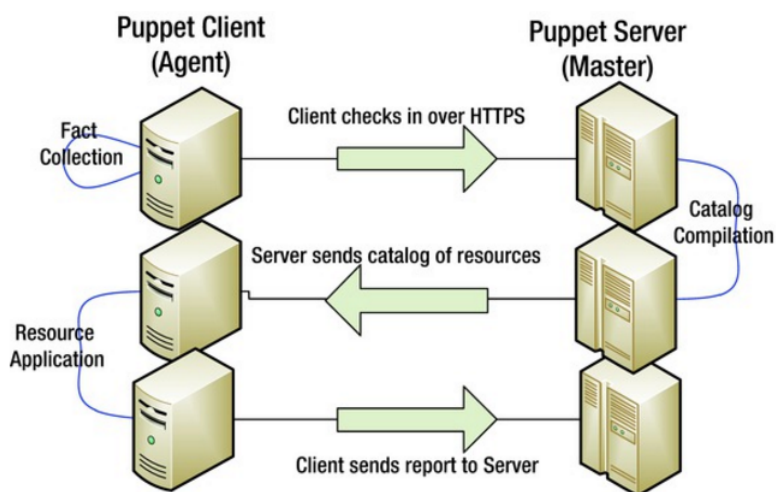 Puppet Client
(Agent)
Puppet Server
(Master)
Fact
Collection
Client checks in over HTTPS
Catalog
Compilation
Server sends catalog of resources
Resource
Application
Client sends report to Server